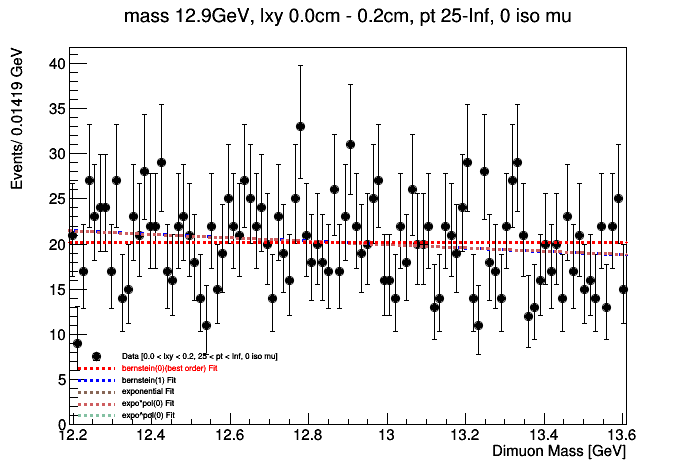 mass 12.9GeV, lxy 0.0cm - 0.2cm, pt 25-Inf, 0 iso mu
Events/ 0.01419 GeV
40
35
30
25
20
15
10
5
0
Data [0.0 < lxy < 0.2, 25 < pt < Inf, 0 iso mu]
bernstein(0)(best order) Fit
bernstein(1) Fit
exponential Fit
expo*pol(0) Fit
expo*pol(0) Fit
12.2 12.4 12.6 12.8 13 13.2 13.4 13.6
Dimuon Mass [GeV]